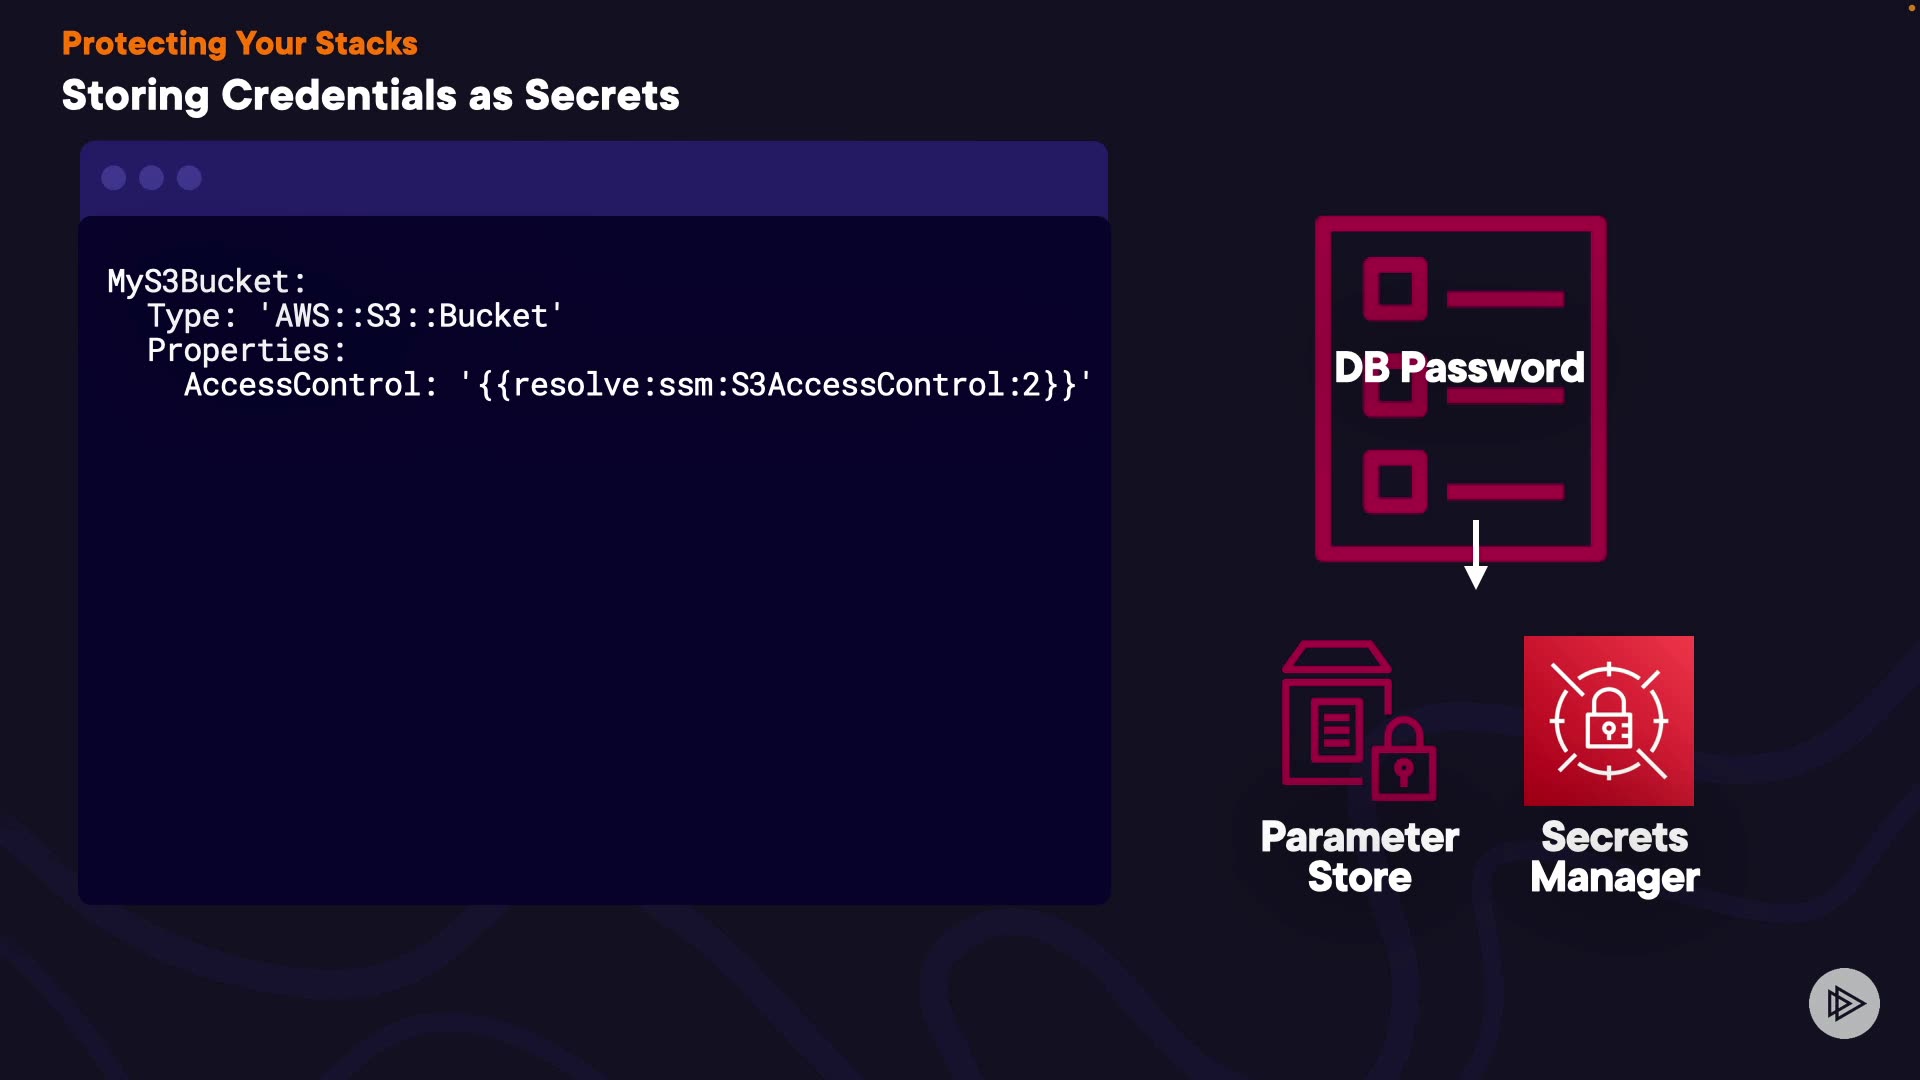 Protecting Your Stacks
Storing Credentials as Secrets
MyS3Bucket:
Type: 'AWS::S3::Bucket'
Properties:
AccessControl: '{{resolve:ssm:S3AccessControl:2}}'
DB Password
Parameter
Store
Secrets
Manager